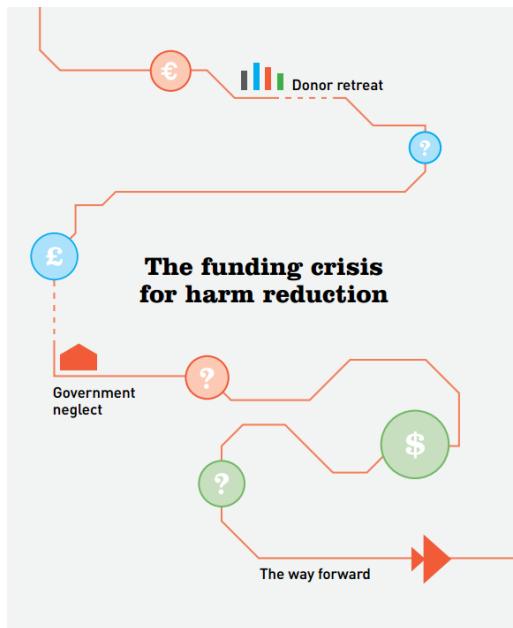 €
Donor retreat
?
£
The funding crisis
for harm reduction
Government
neglect
?
$
?
The way forward